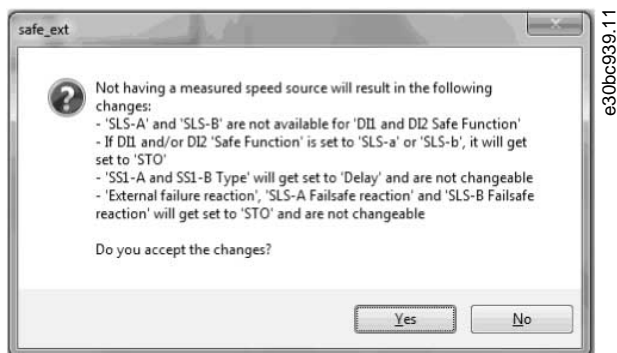 safe_ext
Not having a measured speed source will result in the following
changes:
- 'SLS-A' and 'SLS-B' are not available for 'DI1 and DI2 Safe Function'
- If DI1 and/or DI2 'Safe Function' is set to 'SLS-a' or 'SLS-b', it will get
set to 'STO'
- 'SS1-A and SS1-B Type' will get set to 'Delay' and are not changeable
- 'External failure reaction', 'SLS-A Failsafe reaction' and 'SLS-B Failsafe
reaction' will get set to 'STO' and are not changeable
Do you accept the changes?
Yes
No
e30bc939.11